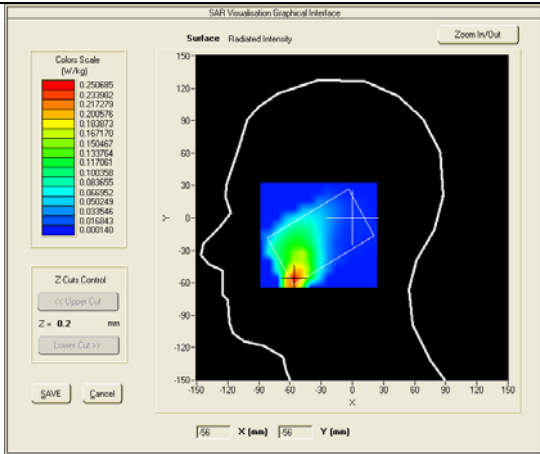 SAR Visualisation Graphical Interface
Surface Radiated Intensity
Zoom In/Out
Colors Scale
(W/kg)
0.250685
0.233982
0.217279
0.200576
0.183873
0.167170
0.150467
0.133764
0.117061
0.100358
0.083655
0.066952
0.050249
0.033546
0.016843
0.000140
Z-Cuts Control
<< Upper Cut
Z = 0.2 mm
Lower Cut >>
SAVE Cancel
150
120
90
60
30
0
-30
-60
-90
-120
-150
Y
-150 -120 -90 -60 -30 0 30 60 90 120 150
X
-56 X (mm) -56 Y (mm)